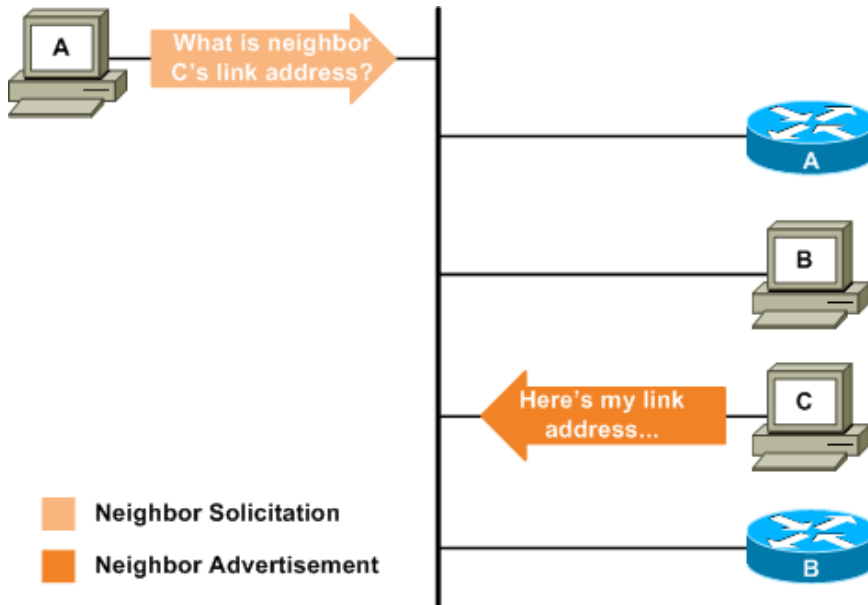 A
What is neighbor
C's link address?
A
B
Here's my link
address...
C
Neighbor Solicitation
Neighbor Advertisement
B